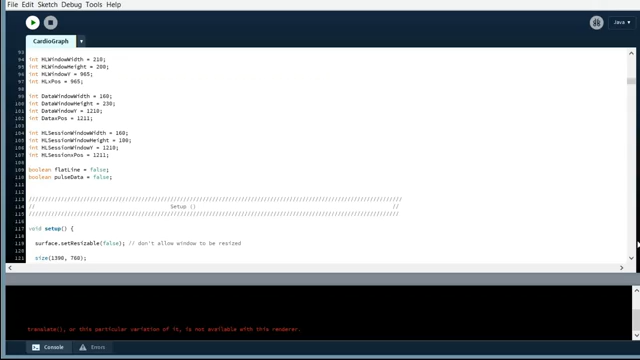 File Edit Sketch Debug Tools Help
Java ▾
CardioGraph
93
94 int HLWindowWidth = 210;
95 int HLWindowHeight = 200;
96 int HLWindowY = 965;
97 int HLxPos = 965;
98
99 int DataWindowWidth = 160;
100 int DataWindowHeight = 230;
101 int DataWindowY = 1210;
102 int DataxPos = 1211;
103
104 int HLSessionWindowWidth = 160;
105 int HLSessionWindowHeight = 100;
106 int HLSessionWindowY = 1210;
107 int HLSessionxPos = 1211;
108
109 boolean flatLine = false;
110 boolean pulseData = false;
111
112
113 ////////////////////////////////////////////////////////////////////////////////////////////
114 // Setup () //
115 ///////////////////////////////////////////////////////////////////////////////////////////
116
117 void setup() {
118
119 surface.setResizable(false); // don't allow window to be resized
120
121 size(1390, 760);
translate(), or this particular variation of it, is not available with this renderer.
Console Errors